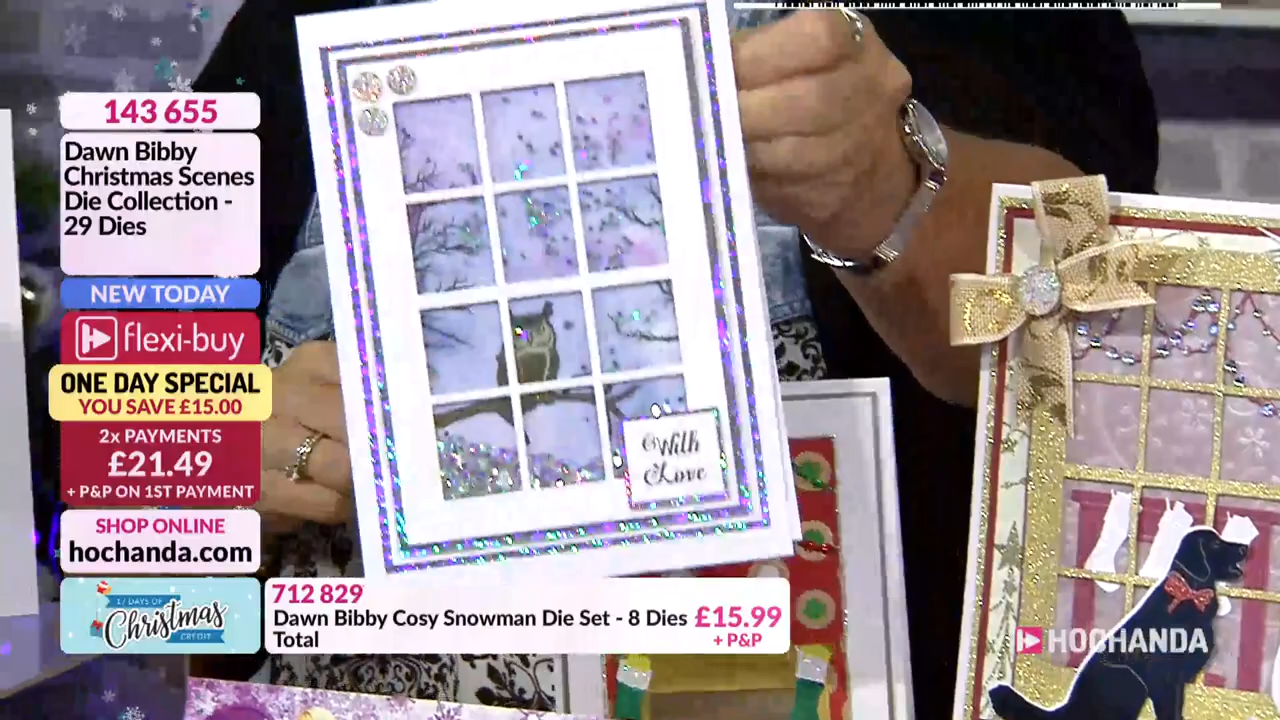 143 655
Dawn Bibby
Christmas Scenes
Die Collection -
29 Dies
NEW TODAY
flexi-buy
ONE DAY SPECIAL
YOU SAVE £15.00
2x PAYMENTS
£21.49
+ P&P ON 1ST PAYMENT
SHOP ONLINE
hochanda.com
17 DAYS OF
Christmas
CREDIT
712 829
Dawn Bibby Cosy Snowman Die Set - 8 Dies
Total
£15.99
+ P&P
With
Love
HOCHANDA